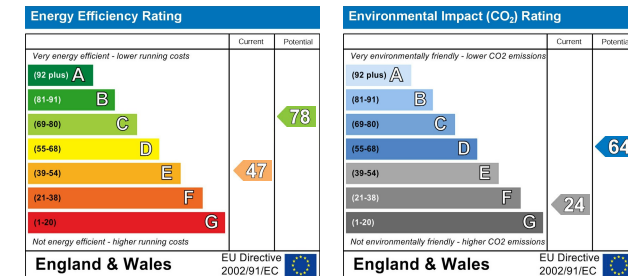 Energy Efficiency Rating
Current Potential
Very energy efficient - lower running costs
(92 plus) A
(81-91) B
(69-80) C
78
(55-68) D
(39-54) E
47
(21-38) F
(1-20) G
Not energy efficient - higher running costs
England & Wales
EU Directive
2002/91/EC
Environmental Impact (CO₂) Rating
Current Potential
Very environmentally friendly - lower CO2 emissions
(92 plus) A
(81-91) B
(69-80) C
(55-68) D
64
(39-54) E
(21-38) F
24
(1-20) G
Not environmentally friendly - higher CO2 emissions
England & Wales
EU Directive
2002/91/EC